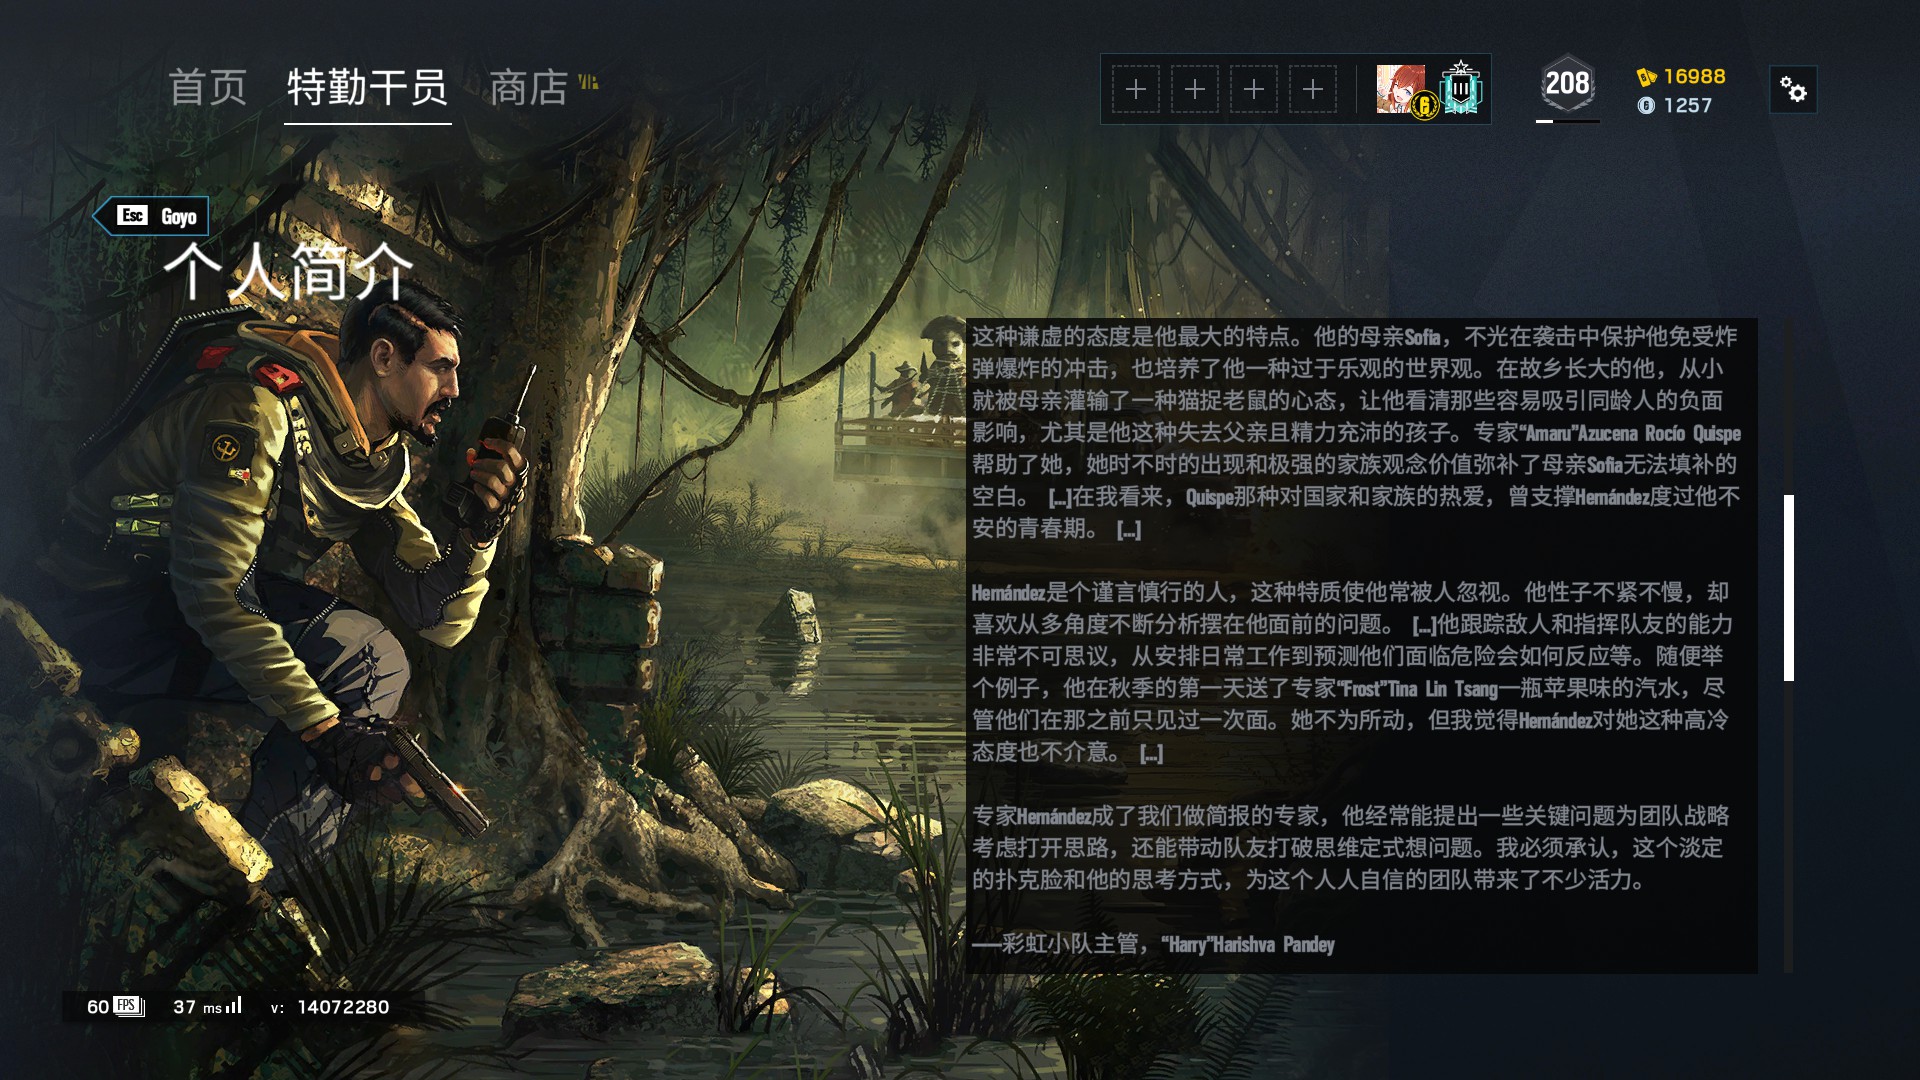 首页 特勤干员 商店
208
16988
1257
Esc Goyo
个人简介
这种谦虚的态度是他最大的特点。他的母亲Sofia，不光在袭击中保护他免受炸
弹爆炸的冲击，也培养了他一种过于乐观的世界观。在故乡长大的他，从小
就被母亲灌输了一种猫捉老鼠的心态，让他看清那些容易吸引同龄人的负面
影响，尤其是他这种失去父亲且精力充沛的孩子。专家“Amaru”Azucena Rocío Quispe
帮助了她，她时不时的出现和极强的家族观念价值弥补了母亲Sofia无法填补的
空白。 [...]在我看来，Quispe那种对国家和家族的热爱，曾支撑Hernández度过他不
安的青春期。 [...]
Hernández是个谨言慎行的人，这种特质使他常被人忽视。他性子不紧不慢，却
喜欢从多角度不断分析摆在他面前的问题。 [...]他跟踪敌人和指挥队友的能力
非常不可思议，从安排日常工作到预测他们面临危险会如何反应等。随便举
个例子，他在秋季的第一天送了专家“Frost”Tina Lin Tsang一瓶苹果味的汽水，尽
管他们在那之前只见过一次面。她不为所动，但我觉得Hernández对她这种高冷
态度也不介意。 [...]
专家Hernández成了我们做简报的专家，他经常能提出一些关键问题为团队战略
考虑打开思路，还能带动队友打破思维定式想问题。我必须承认，这个淡定
的扑克脸和他的思考方式，为这个人人自信的团队带来了不少活力。
——彩虹小队主管，“Harry”Harishva Pandey
60 FPS 37 ms v: 14072280